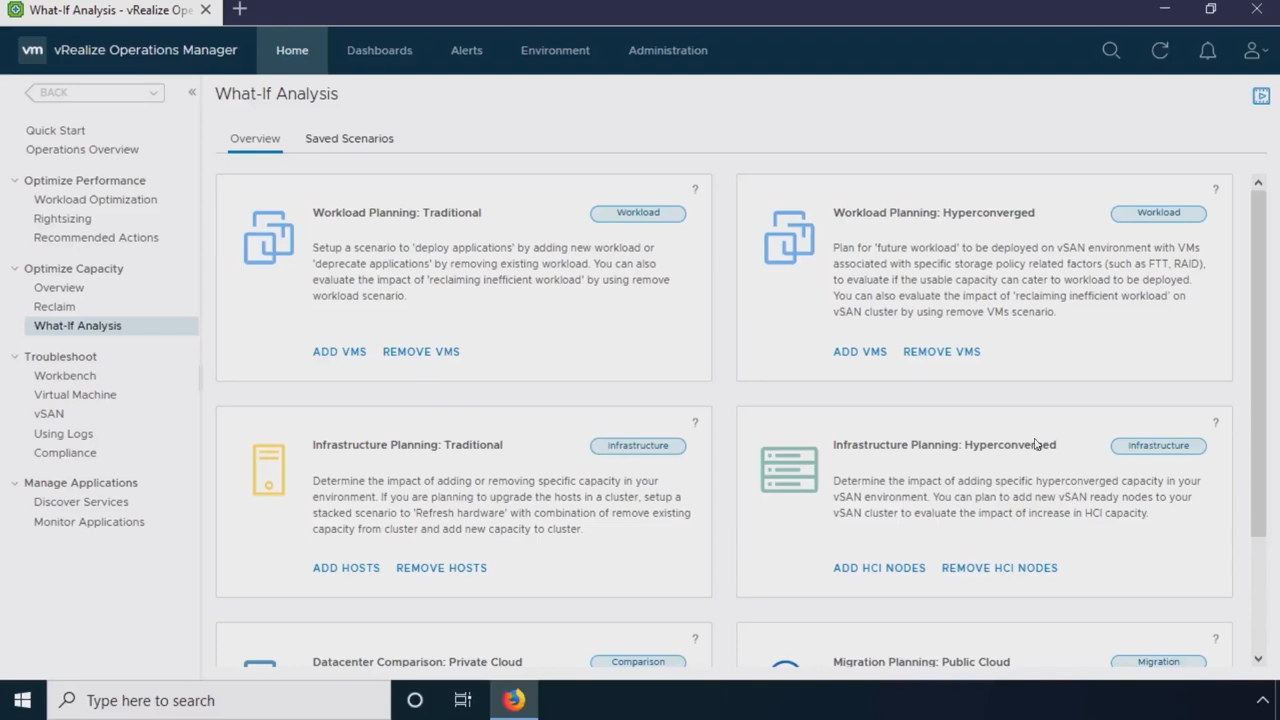 What-If Analysis - vRealize Ope
vm vRealize Operations Manager Home Dashboards Alerts Environment Administration
BACK
What-If Analysis
Quick Start
Operations Overview
Optimize Performance
Workload Optimization
Rightsizing
Recommended Actions
Optimize Capacity
Overview
Reclaim
What-If Analysis
Troubleshoot
Workbench
Virtual Machine
vSAN
Using Logs
Compliance
Manage Applications
Discover Services
Monitor Applications
Overview Saved Scenarios
?
Workload Planning: Traditional Workload
Setup a scenario to 'deploy applications' by adding new workload or
'deprecate applications' by removing existing workload. You can also
evaluate the impact of 'reclaiming inefficient workload' by using remove
workload scenario.
ADD VMS REMOVE VMS
?
Workload Planning: Hyperconverged Workload
Plan for 'future workload' to be deployed on vSAN environment with VMs
associated with specific storage policy related factors (such as FTT, RAID),
to evaluate if the usable capacity can cater to workload to be deployed.
You can also evaluate the impact of 'reclaiming inefficient workload' on
vSAN cluster by using remove VMs scenario.
ADD VMS REMOVE VMS
?
Infrastructure Planning: Traditional Infrastructure
Determine the impact of adding or removing specific capacity in your
environment. If you are planning to upgrade the hosts in a cluster, setup a
stacked scenario to 'Refresh hardware' with combination of remove existing
capacity from cluster and add new capacity to cluster.
ADD HOSTS REMOVE HOSTS
?
Infrastructure Planning: Hyperconverged Infrastructure
Determine the impact of adding specific hyperconverged capacity in your
vSAN environment. You can plan to add new vSAN ready nodes to your
vSAN cluster to evaluate the impact of increase in HCI capacity.
ADD HCI NODES REMOVE HCI NODES
?
Datacenter Comparison: Private Cloud Comparison
?
Migration Planning: Public Cloud Migration
Type here to search